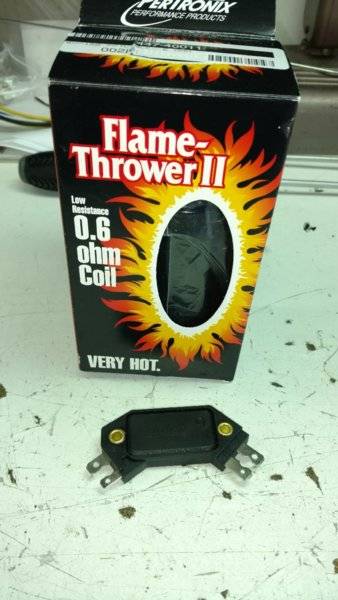 PERTRONIX
PERFORMANCE PRODUCTS
Flame-
Thrower II
Low
Resistance
0.6
ohm
Coil
VERY HOT.